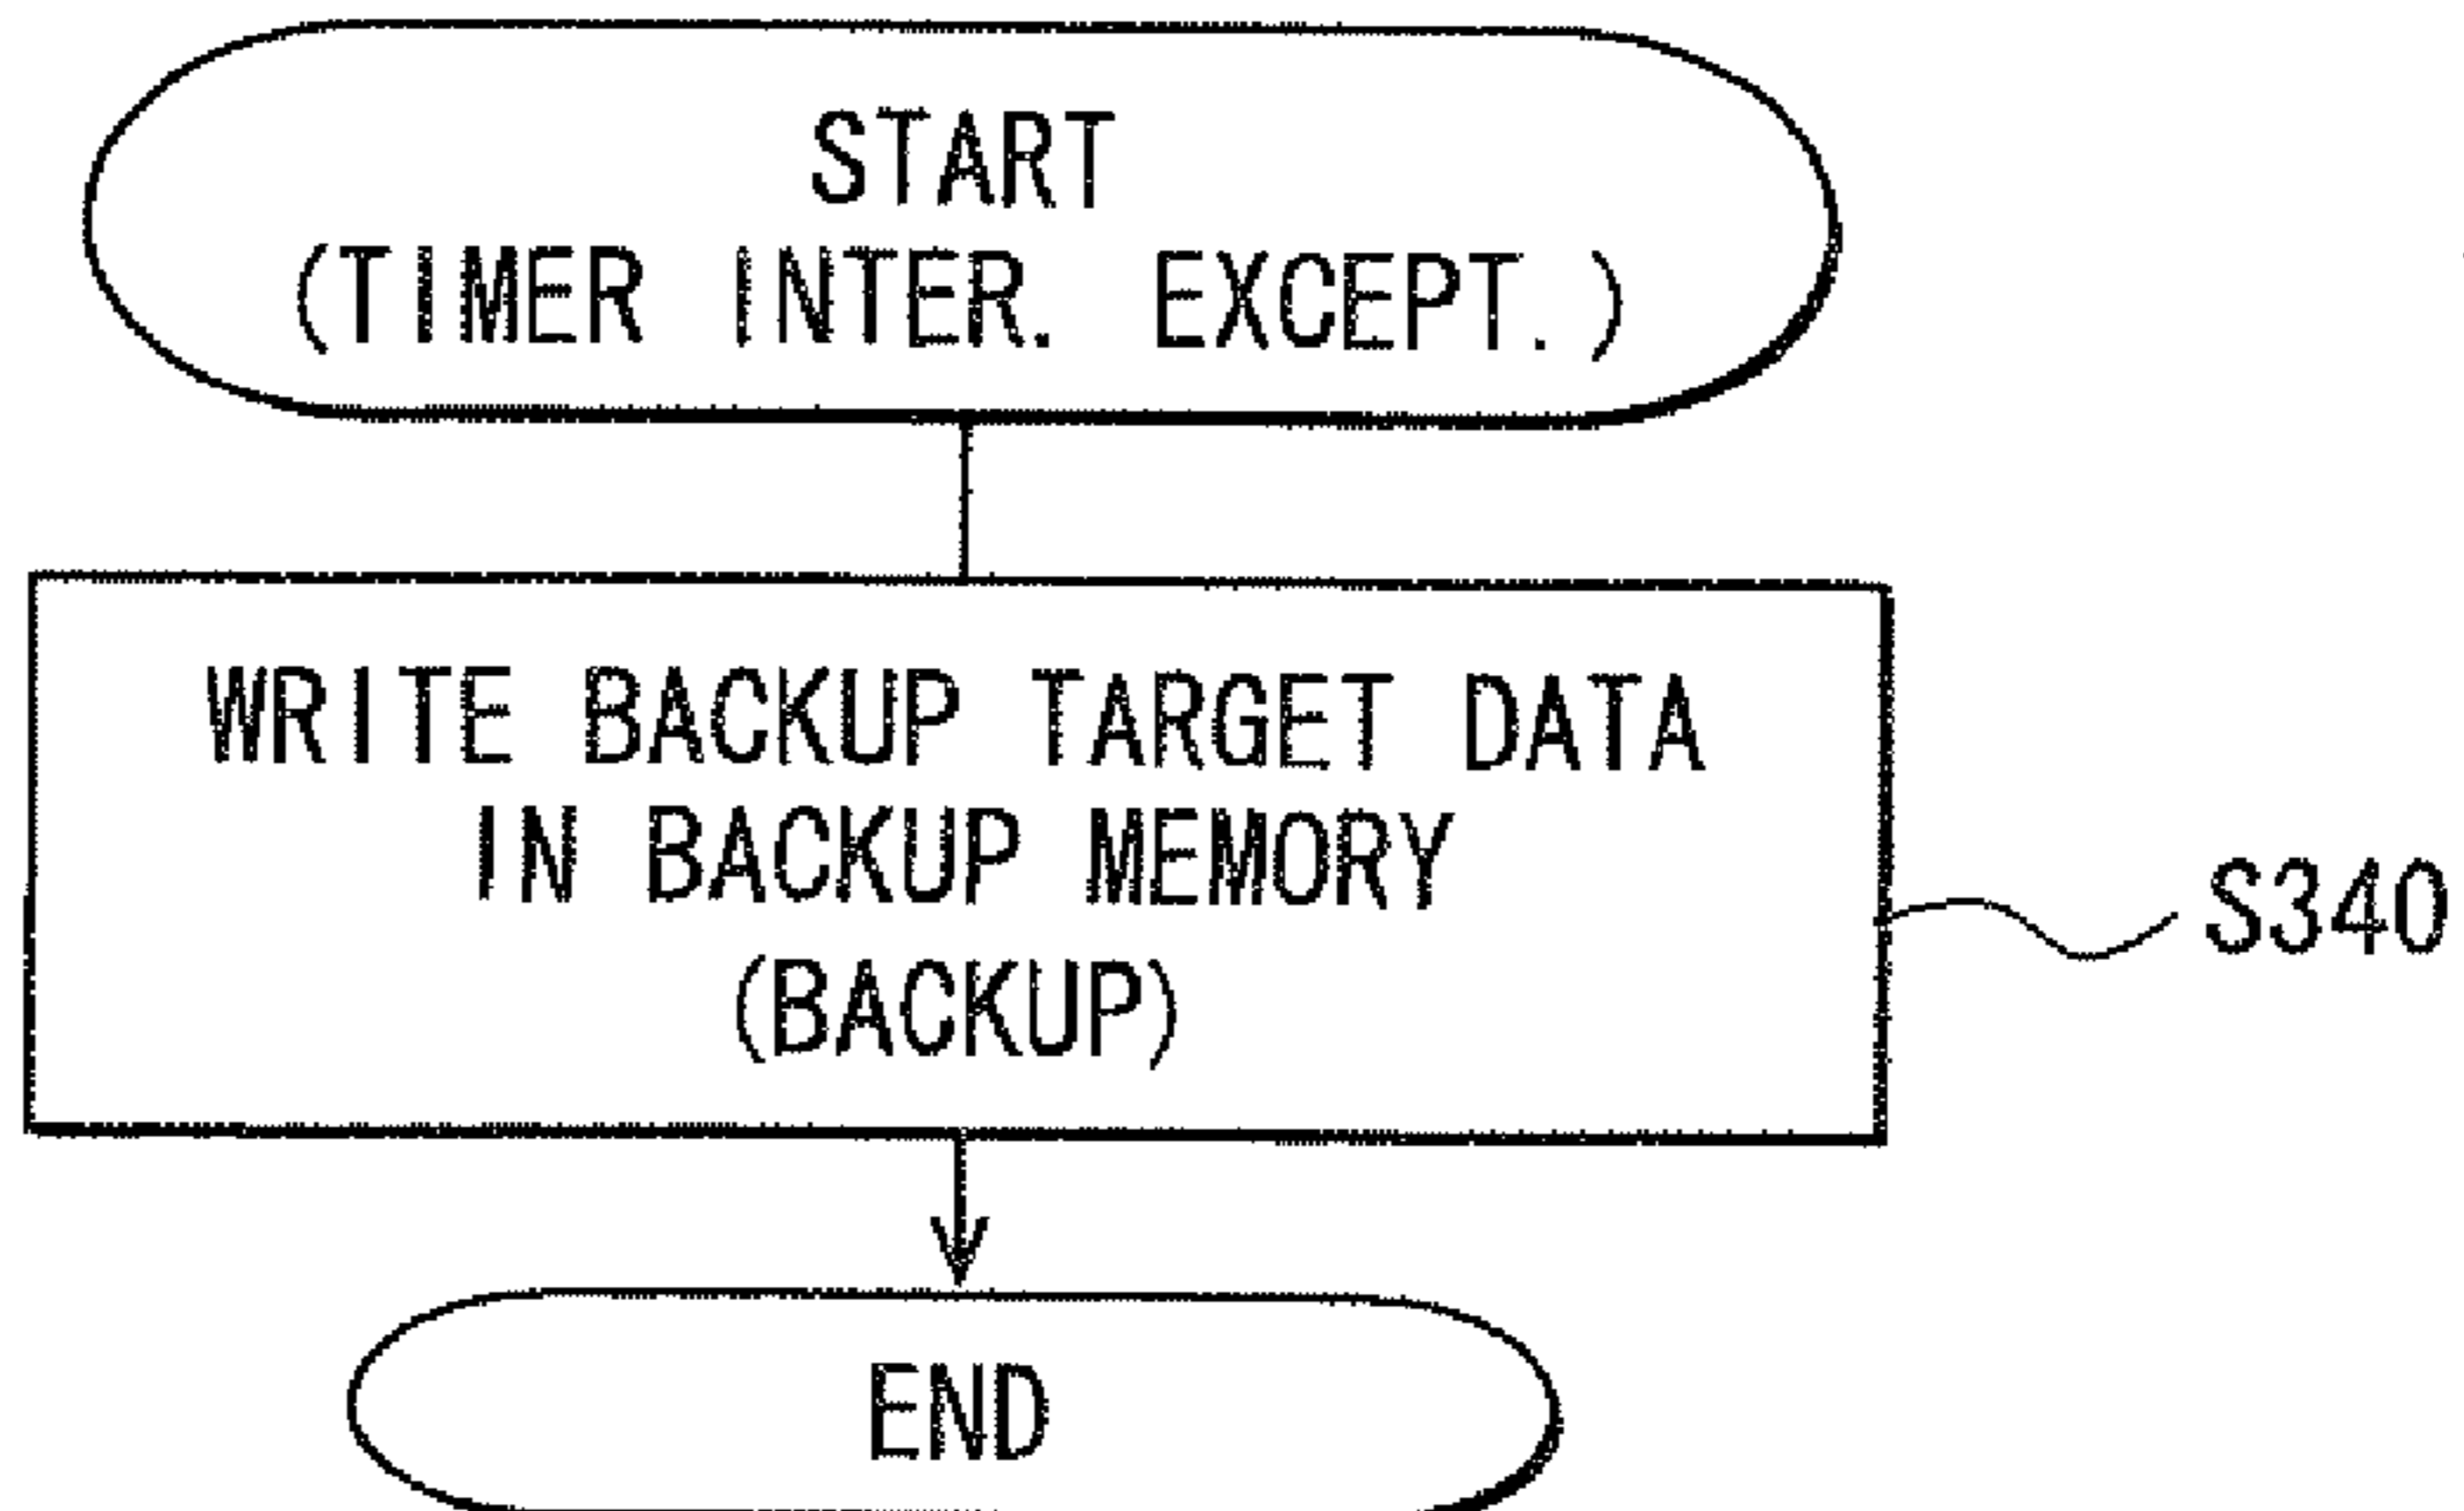 START
(TIMER INTER. EXCEPT.)
WRITE BACKUP TARGET DATA
IN BACKUP MEMORY
(BACKUP)
S340
END